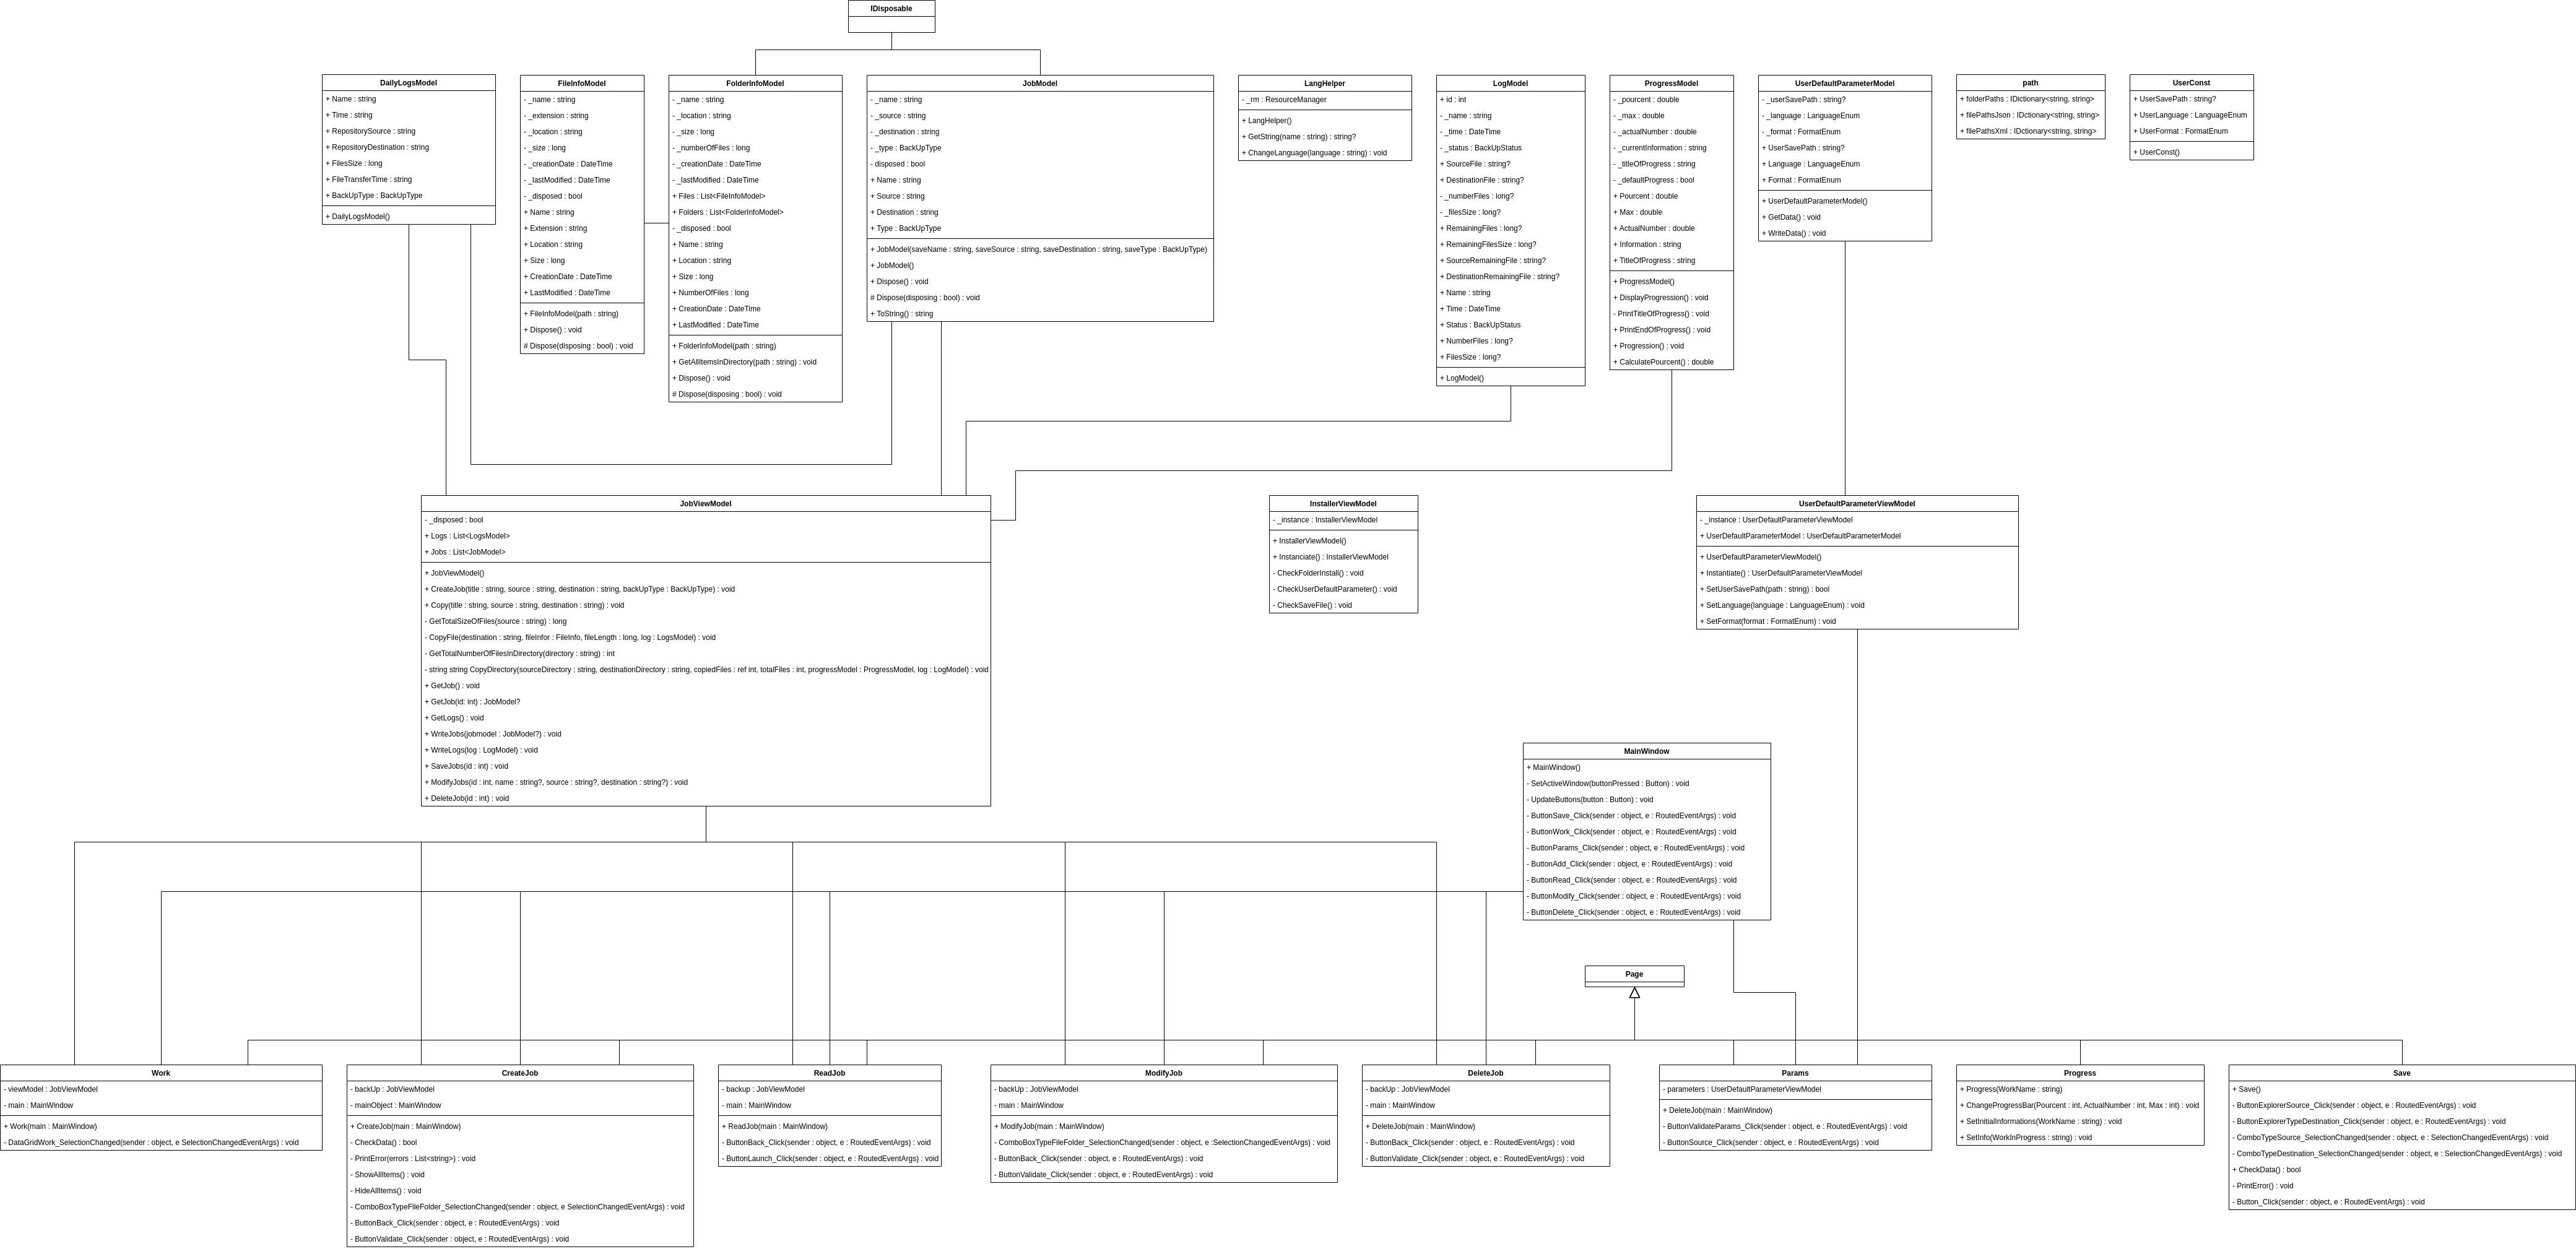 IDisposable
DailyLogsModel
+ Name : string
+ Time : string
+ RepositorySource : string
+ RepositoryDestination : string
+ FilesSize : long
+ FileTransferTime : string
+ BackUpType : BackUpType
+ DailyLogsModel()
FileInfoModel
- _name : string
- _extension : string
- _location : string
- _size : long
- _creationDate : DateTime
- _lastModified : DateTime
- _disposed : bool
+ Name : string
+ Extension : string
+ Location : string
+ Size : long
+ CreationDate : DateTime
+ LastModified : DateTime
+ FileInfoModel(path : string)
+ Dispose() : void
# Dispose(disposing : bool) : void
FolderInfoModel
- _name : string
- _location : string
- _size : long
- _numberOfFiles : long
- _creationDate : DateTime
- _lastModified : DateTime
+ Files : List<FileInfoModel>
+ Folders : List<FolderInfoModel>
- _disposed : bool
+ Name : string
+ Location : string
+ Size : long
+ NumberOfFiles : long
+ CreationDate : DateTime
+ LastModified : DateTime
+ FolderInfoModel(path : string)
+ GetAllItemsInDirectory(path : string) : void
+ Dispose() : void
# Dispose(disposing : bool) : void
JobModel
- _name : string
- _source : string
- _destination : string
- _type : BackUpType
- disposed : bool
+ Name : string
+ Source : string
+ Destination : string
+ Type : BackUpType
+ JobModel(saveName : string, saveSource : string, saveDestination : string, saveType : BackUpType)
+ JobModel()
+ Dispose() : void
# Dispose(disposing : bool) : void
+ ToString() : string
LangHelper
- _rm : ResourceManager
+ LangHelper()
+ GetString(name : string) : string?
+ ChangeLanguage(language : string) : void
LogModel
+ id : int
- _name : string
- _time : DateTime
- _status : BackUpStatus
+ SourceFile : string?
+ DestinationFile : string?
- _numberFiles : long?
- _filesSize : long?
+ RemainingFiles : long?
+ RemainingFilesSize : long?
+ SourceRemainingFile : string?
+ DestinationRemainingFile : string?
+ Name : string
+ Time : DateTime
+ Status : BackUpStatus
+ NumberFiles : long?
+ FilesSize : long?
+ LogModel()
ProgressModel
- _pourcent : double
- _max : double
- _actualNumber : double
- _currentInformation : string
- _titleOfProgress : string
- _defaultProgress : bool
+ Pourcent : double
+ Max : double
+ ActualNumber : double
+ Information : string
+ TitleOfProgress : string
+ ProgressModel()
+ DisplayProgression() : void
- PrintTitleOfProgress() : void
+ PrintEndOfProgress() : void
+ Progression() : void
+ CalculatePourcent() : double
UserDefaultParameterModel
- _userSavePath : string?
- _language : LanguageEnum
- _format : FormatEnum
+ UserSavePath : string?
+ Language : LanguageEnum
+ Format : FormatEnum
+ UserDefaultParameterModel()
+ GetData() : void
+ WriteData() : void
path
+ folderPaths : IDictionary<string, string>
+ filePathsJson : IDctionary<string, string>
+ filePathsXml : IDctionary<string, string>
UserConst
+ UserSavePath : string?
+ UserLanguage : LanguageEnum
+ UserFormat : FormatEnum
+ UserConst()
JobViewModel
- _disposed : bool
+ Logs : List<LogsModel>
+ Jobs : List<JobModel>
+ JobViewModel()
+ CreateJob(title : string, source : string, destination : string, backUpType : BackUpType) : void
+ Copy(title : string, source : string, destination : string) : void
- GetTotalSizeOfFiles(source : string) : long
- CopyFile(destination : string, fileInfor : FileInfo, fileLength : long, log : LogsModel) : void
- GetTotalNumberOfFilesInDirectory(directory : string) : int
- string string CopyDirectory(sourceDirectory : string, destinationDirectory : string, copiedFiles : ref int, totalFiles : int, progressModel : ProgressModel, log : LogModel) : void
+ GetJob() : void
+ GetJob(id: int) : JobModel?
+ GetLogs() : void
+ WriteJobs(jobmodel : JobModel?) : void
+ WriteLogs(log : LogModel) : void
+ SaveJobs(id : int) : void
+ ModifyJobs(id : int, name : string?, source : string?, destination : string?) : void
+ DeleteJob(id : int) : void
InstallerViewModel
- _instance : InstallerViewModel
+ InstallerViewModel()
+ Instanciate() : InstallerViewModel
- CheckFolderInstall() : void
- CheckUserDefaultParameter() : void
- CheckSaveFile() : void
UserDefaultParameterViewModel
- _instance : UserDefaultParameterViewModel
+ UserDefaultParameterModel : UserDefaultParameterModel
+ UserDefaultParameterViewModel()
+ Instantiate() : UserDefaultParameterViewModel
+ SetUserSavePath(path : string) : bool
+ SetLanguage(language : LanguageEnum) : void
+ SetFormat(format : FormatEnum) : void
MainWindow
+ MainWindow()
- SetActiveWindow(buttonPressed : Button) : void
- UpdateButtons(button : Button) : void
- ButtonSave_Click(sender : object, e : RoutedEventArgs) : void
- ButtonWork_Click(sender : object, e : RoutedEventArgs) : void
- ButtonParams_Click(sender : object, e : RoutedEventArgs) : void
- ButtonAdd_Click(sender : object, e : RoutedEventArgs) : void
- ButtonRead_Click(sender : object, e : RoutedEventArgs) : void
- ButtonModify_Click(sender : object, e : RoutedEventArgs) : void
- ButtonDelete_Click(sender : object, e : RoutedEventArgs) : void
Page
Work
- viewModel : JobViewModel
- main : MainWindow
+ Work(main : MainWindow)
- DataGridWork_SelectionChanged(sender : object, e SelectionChangedEventArgs) : void
CreateJob
- backUp : JobViewModel
- mainObject : MainWindow
+ CreateJob(main : MainWindow)
- CheckData() : bool
- PrintError(errors : List<string>) : void
- ShowAllItems() : void
- HideAllItems() : void
- ComboBoxTypeFileFolder_SelectionChanged(sender : object, e SelectionChangedEventArgs) : void
- ButtonBack_Click(sender : object, e : RoutedEventArgs) : void
- ButtonValidate_Click(sender : object, e : RoutedEventArgs) : void
ReadJob
- backup : JobViewModel
- main : MainWindow
+ ReadJob(main : MainWindow)
- ButtonBack_Click(sender : object, e : RoutedEventArgs) : void
- ButtonLaunch_Click(sender : object, e : RoutedEventArgs) : void
ModifyJob
- backUp : JobViewModel
- main : MainWindow
+ ModifyJob(main : MainWindow)
- ComboBoxTypeFileFolder_SelectionChanged(sender : object, e :SelectionChangedEventArgs) : void
- ButtonBack_Click(sender : object, e : RoutedEventArgs) : void
- ButtonValidate_Click(sender : object, e : RoutedEventArgs) : void
DeleteJob
- backUp : JobViewModel
- main : MainWindow
+ DeleteJob(main : MainWindow)
- ButtonBack_Click(sender : object, e : RoutedEventArgs) : void
- ButtonValidate_Click(sender : object, e : RoutedEventArgs) : void
Params
- parameters : UserDefaultParameterViewModel
+ DeleteJob(main : MainWindow)
- ButtonValidateParams_Click(sender : object, e : RoutedEventArgs) : void
- ButtonSource_Click(sender : object, e : RoutedEventArgs) : void
Progress
+ Progress(WorkName : string)
+ ChangeProgressBar(Pourcent : int, ActualNumber : int, Max : int) : void
+ SetInitialInformations(WorkName : string) : void
+ SetInfo(WorkInProgress : string) : void
Save
+ Save()
- ButtonExplorerSource_Click(sender : object, e : RoutedEventArgs) : void
- ButtonExplorerTypeDestination_Click(sender : object, e : RoutedEventArgs) : void
- ComboTypeSource_SelectionChanged(sender : object, e : SelectionChangedEventArgs) : void
- ComboTypeDestination_SelectionChanged(sender : object, e : SelectionChangedEventArgs) : void
+ CheckData() : bool
- PrintError() : void
- Button_Click(sender : object, e : RoutedEventArgs) : void